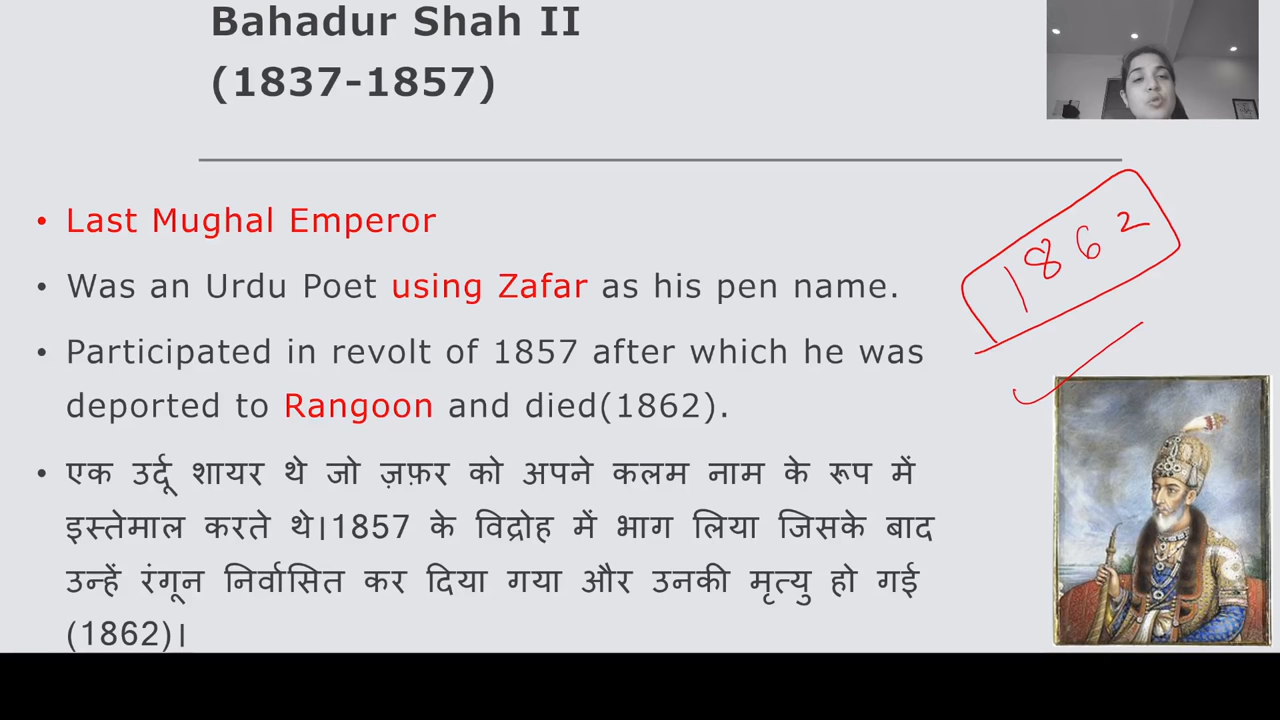 Bahadur Shah II
(1837-1857)
• Last Mughal Emperor
• Was an Urdu Poet using Zafar as his pen name.
• Participated in revolt of 1857 after which he was
deported to Rangoon and died(1862).
• एक उर्दू शायर थे जो ज़फ़र को अपने कलम नाम के रूप में
इस्तेमाल करते थे।1857 के विद्रोह में भाग लिया जिसके बाद
उन्हें रंगून निर्वासित कर दिया गया और उनकी मृत्यु हो गई
(1862)।
1862